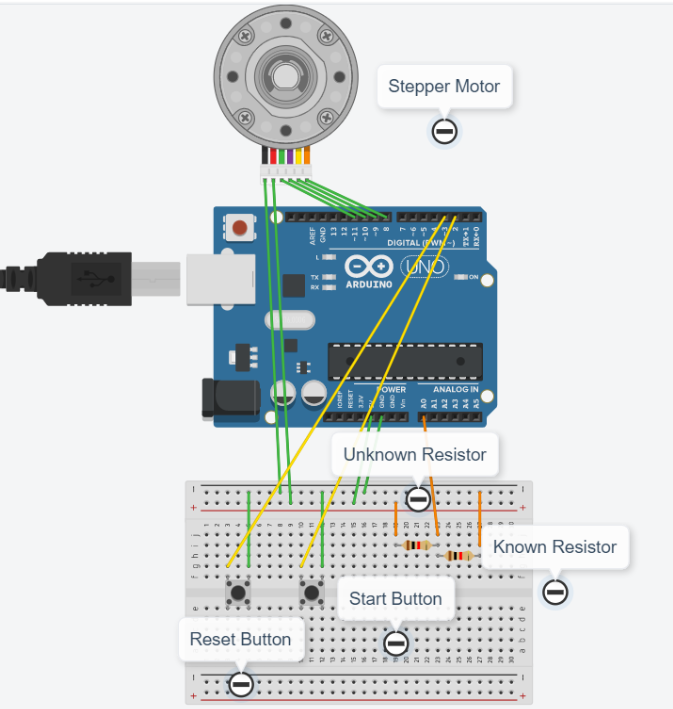 Stepper Motor
AREF
GND
13
12
~11
~10
~9
8
7
~6
~5
4
~3
2
TX→1
RX←0
DIGITAL (PWM~)
L
TX
RX
ARDUINO
UNO
ON
IOREF
RESET
3.3V
5V
GND
GND
Vin
POWER
ANALOG IN
A0
A1
A2
A3
A4
A5
Unknown Resistor
Known Resistor
Start Button
Reset Button